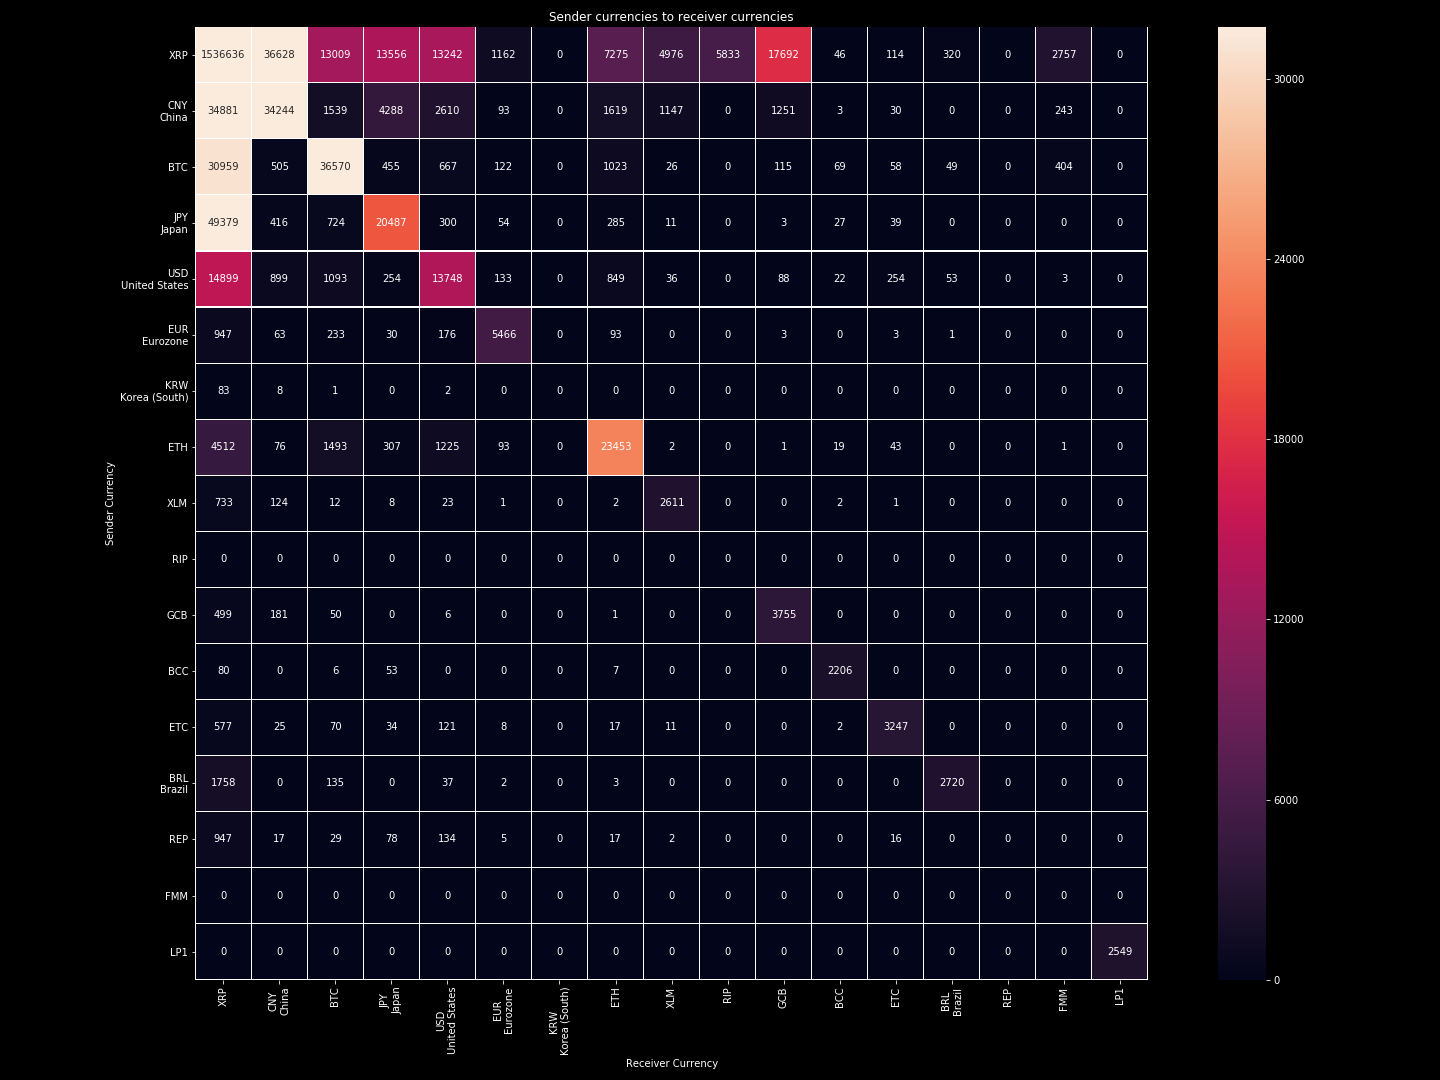 Sender currencies to receiver currencies
XRP 1536636 36628 13009 13556 13242 1162 0 7275 4976 5833 17692 46 114 320 0 2757 0
CNY
China 34881 34244 1539 4288 2610 93 0 1619 1147 0 1251 3 30 0 0 243 0
BTC 30959 505 36570 455 667 122 0 1023 26 0 115 69 58 49 0 404 0
JPY
Japan 49379 416 724 20487 300 54 0 285 11 0 3 27 39 0 0 0 0
USD
United States 14899 899 1093 254 13748 133 0 849 36 0 88 22 254 53 0 3 0
EUR
Eurozone 947 63 233 30 176 5466 0 93 0 0 3 0 3 1 0 0 0
KRW
Korea (South) 83 8 1 0 2 0 0 0 0 0 0 0 0 0 0 0 0
ETH 4512 76 1493 307 1225 93 0 23453 2 0 1 19 43 0 0 1 0
XLM 733 124 12 8 23 1 0 2 2611 0 0 2 1 0 0 0 0
RIP 0 0 0 0 0 0 0 0 0 0 0 0 0 0 0 0 0
GCB 499 181 50 0 6 0 0 1 0 0 3755 0 0 0 0 0 0
BCC 80 0 6 53 0 0 0 7 0 0 0 2206 0 0 0 0 0
ETC 577 25 70 34 121 8 0 17 11 0 0 2 3247 0 0 0 0
BRL
Brazil 1758 0 135 0 37 2 0 3 0 0 0 0 0 2720 0 0 0
REP 947 17 29 78 134 5 0 17 2 0 0 0 16 0 0 0 0
FMM 0 0 0 0 0 0 0 0 0 0 0 0 0 0 0 0 0
LP1 0 0 0 0 0 0 0 0 0 0 0 0 0 0 0 0 2549
Sender Currency
XRP
CNY
China
BTC
JPY
Japan
USD
United States
EUR
Eurozone
KRW
Korea (South)
ETH
XLM
RIP
GCB
BCC
ETC
BRL
Brazil
REP
FMM
LP1
Receiver Currency
30000
24000
18000
12000
6000
0